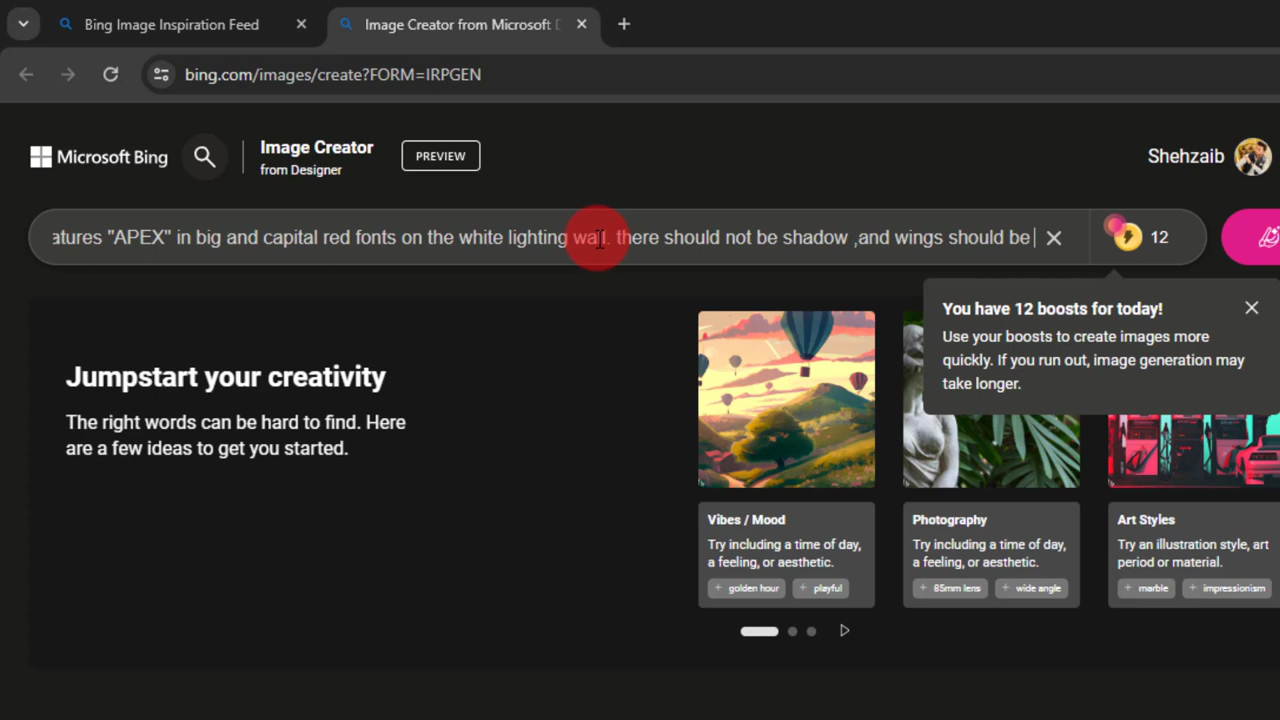 Bing Image Inspiration Feed
Image Creator from Microsoft D
bing.com/images/create?FORM=IRPGEN
Microsoft Bing
Image Creator
from Designer
PREVIEW
Shehzaib
atures "APEX" in big and capital red fonts on the white lighting wall. there should not be shadow ,and wings should be
12
You have 12 boosts for today!
Use your boosts to create images more
quickly. If you run out, image generation may
take longer.
Jumpstart your creativity
The right words can be hard to find. Here
are a few ideas to get you started.
Vibes / Mood
Try including a time of day,
a feeling, or aesthetic.
+ golden hour
+ playful
Photography
Try including a time of day,
a feeling, or aesthetic.
+ 85mm lens
+ wide angle
Art Styles
Try an illustration style, art
period or material.
+ marble
+ impressionism